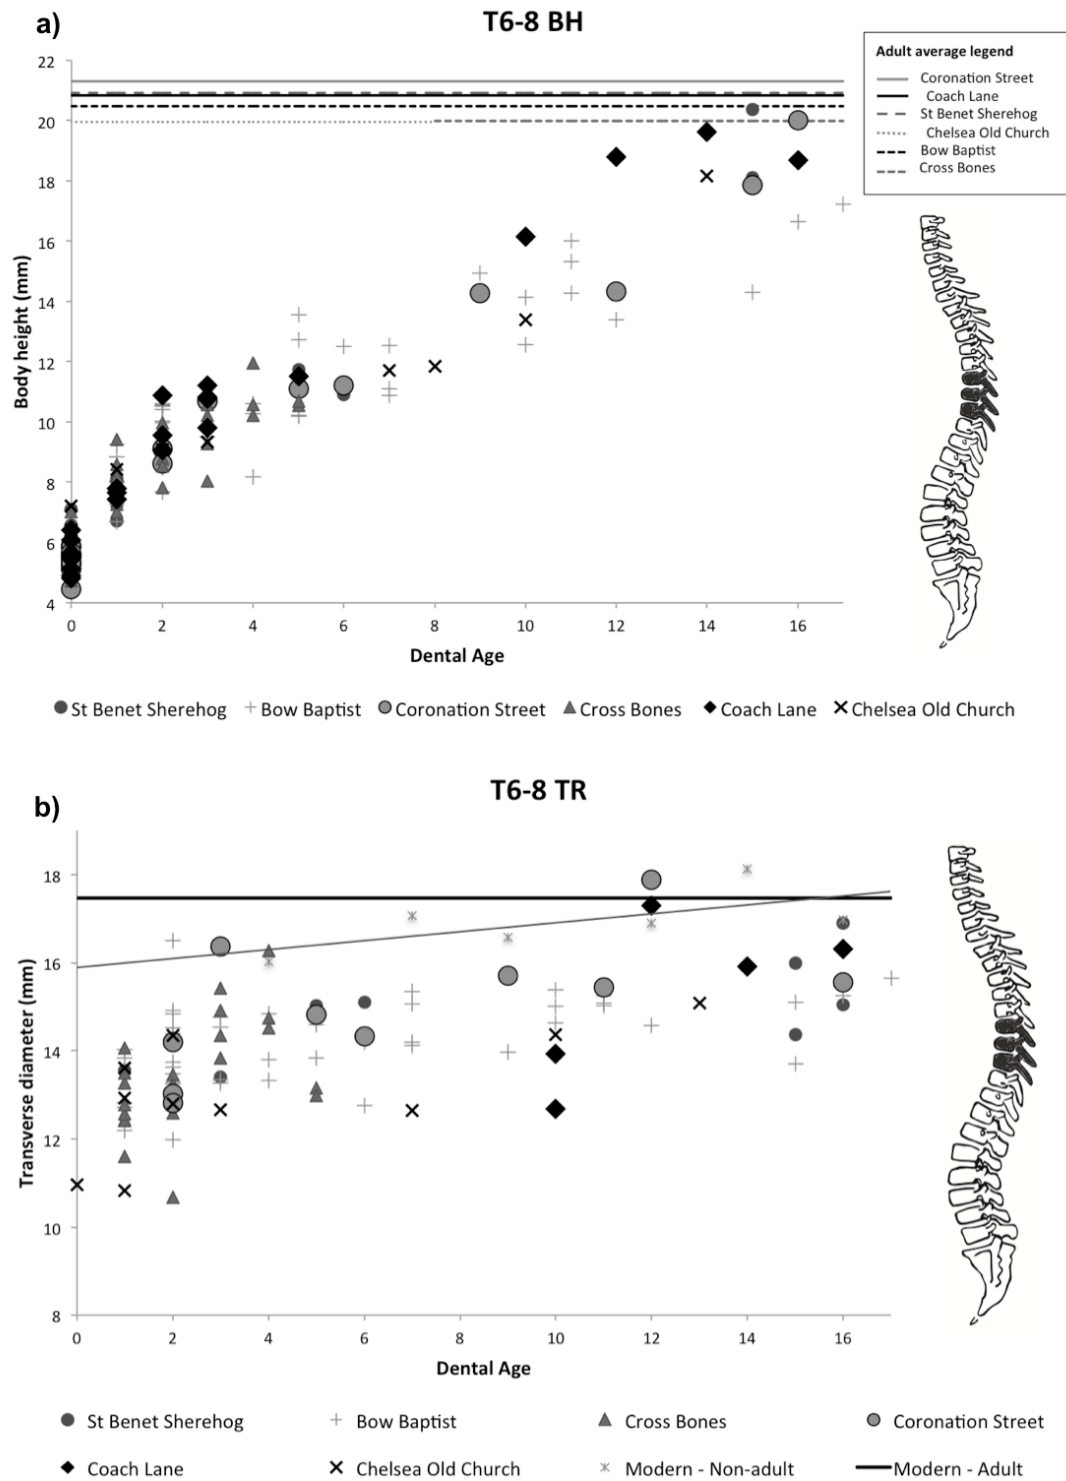 a)
T6-8 BH
Adult average legend
Coronation Street
Coach Lane
St Benet Sherehog
Chelsea Old Church
Bow Baptist
Cross Bones
22
20
18
16
14
12
10
8
6
4
Body height (mm)
0 2 4 6 8 10 12 14 16
Dental Age
St Benet Sherehog Bow Baptist Coronation Street Cross Bones Coach Lane Chelsea Old Church
b)
T6-8 TR
18
16
14
12
10
8
Transverse diameter (mm)
0 2 4 6 8 10 12 14 16
Dental Age
St Benet Sherehog Bow Baptist Cross Bones Coronation Street
Coach Lane Chelsea Old Church Modern - Non-adult Modern - Adult